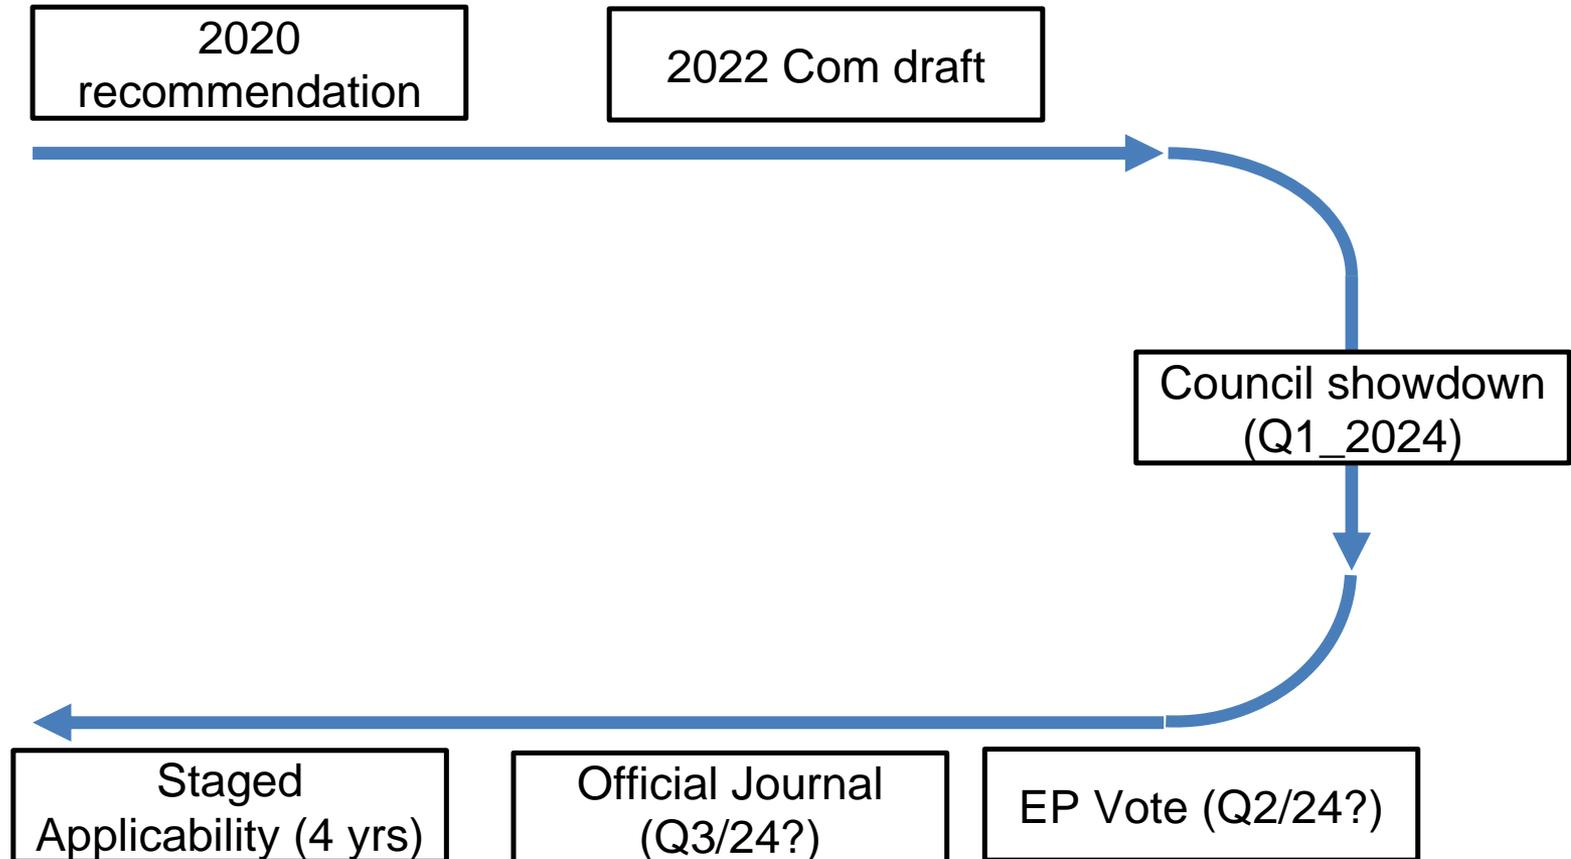 2020
recommendation
2022 Com draft
Council showdown
(Q1_2024)
EP Vote (Q2/24?)
Official Journal
(Q3/24?)
Staged
Applicability (4 yrs)